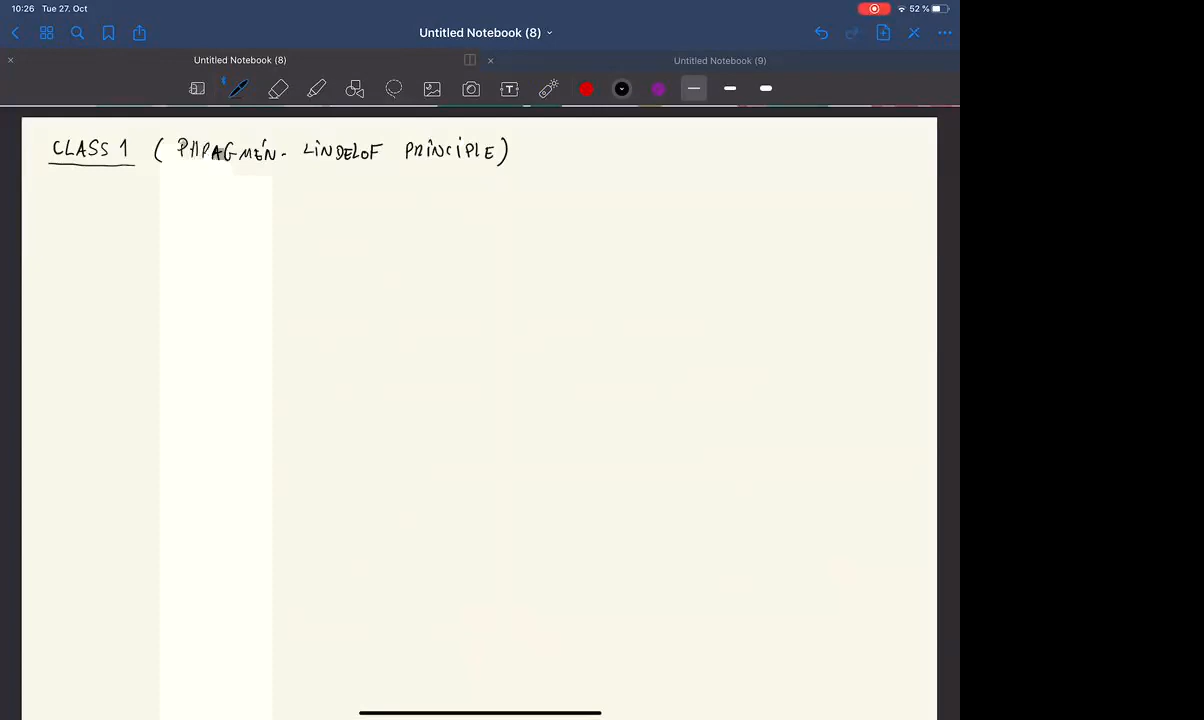 10:26 Tue 27. Oct 52 %
Untitled Notebook (8)
Untitled Notebook (8) Untitled Notebook (9)
CLASS 1 ( PHRAGMÉN - LINDELOF PRINCIPLE )